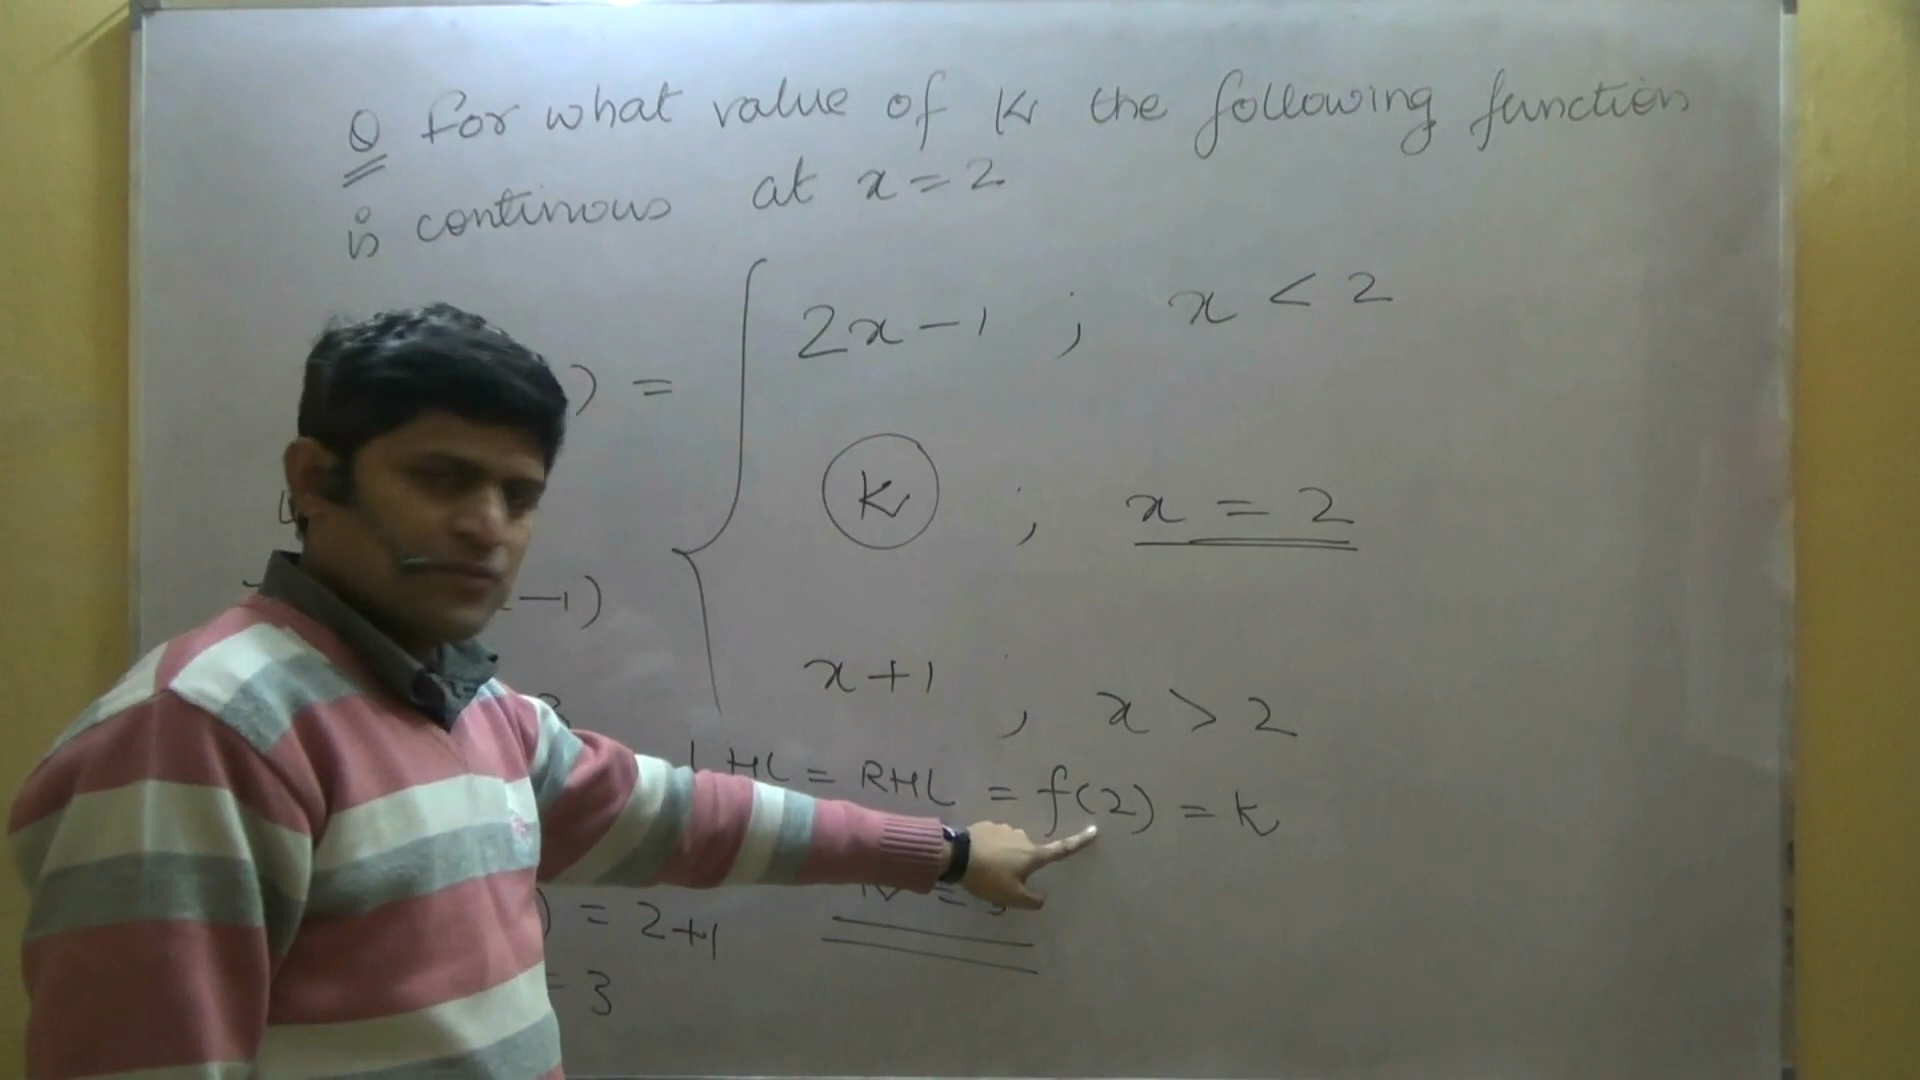 Q for what value of K the following function
is continous at x = 2
) = { 2x - 1 ; x < 2
K ; x = 2
-1)
x + 1 , x > 2
LHL = RHL = f(2) = K
) = 2+1
= 3